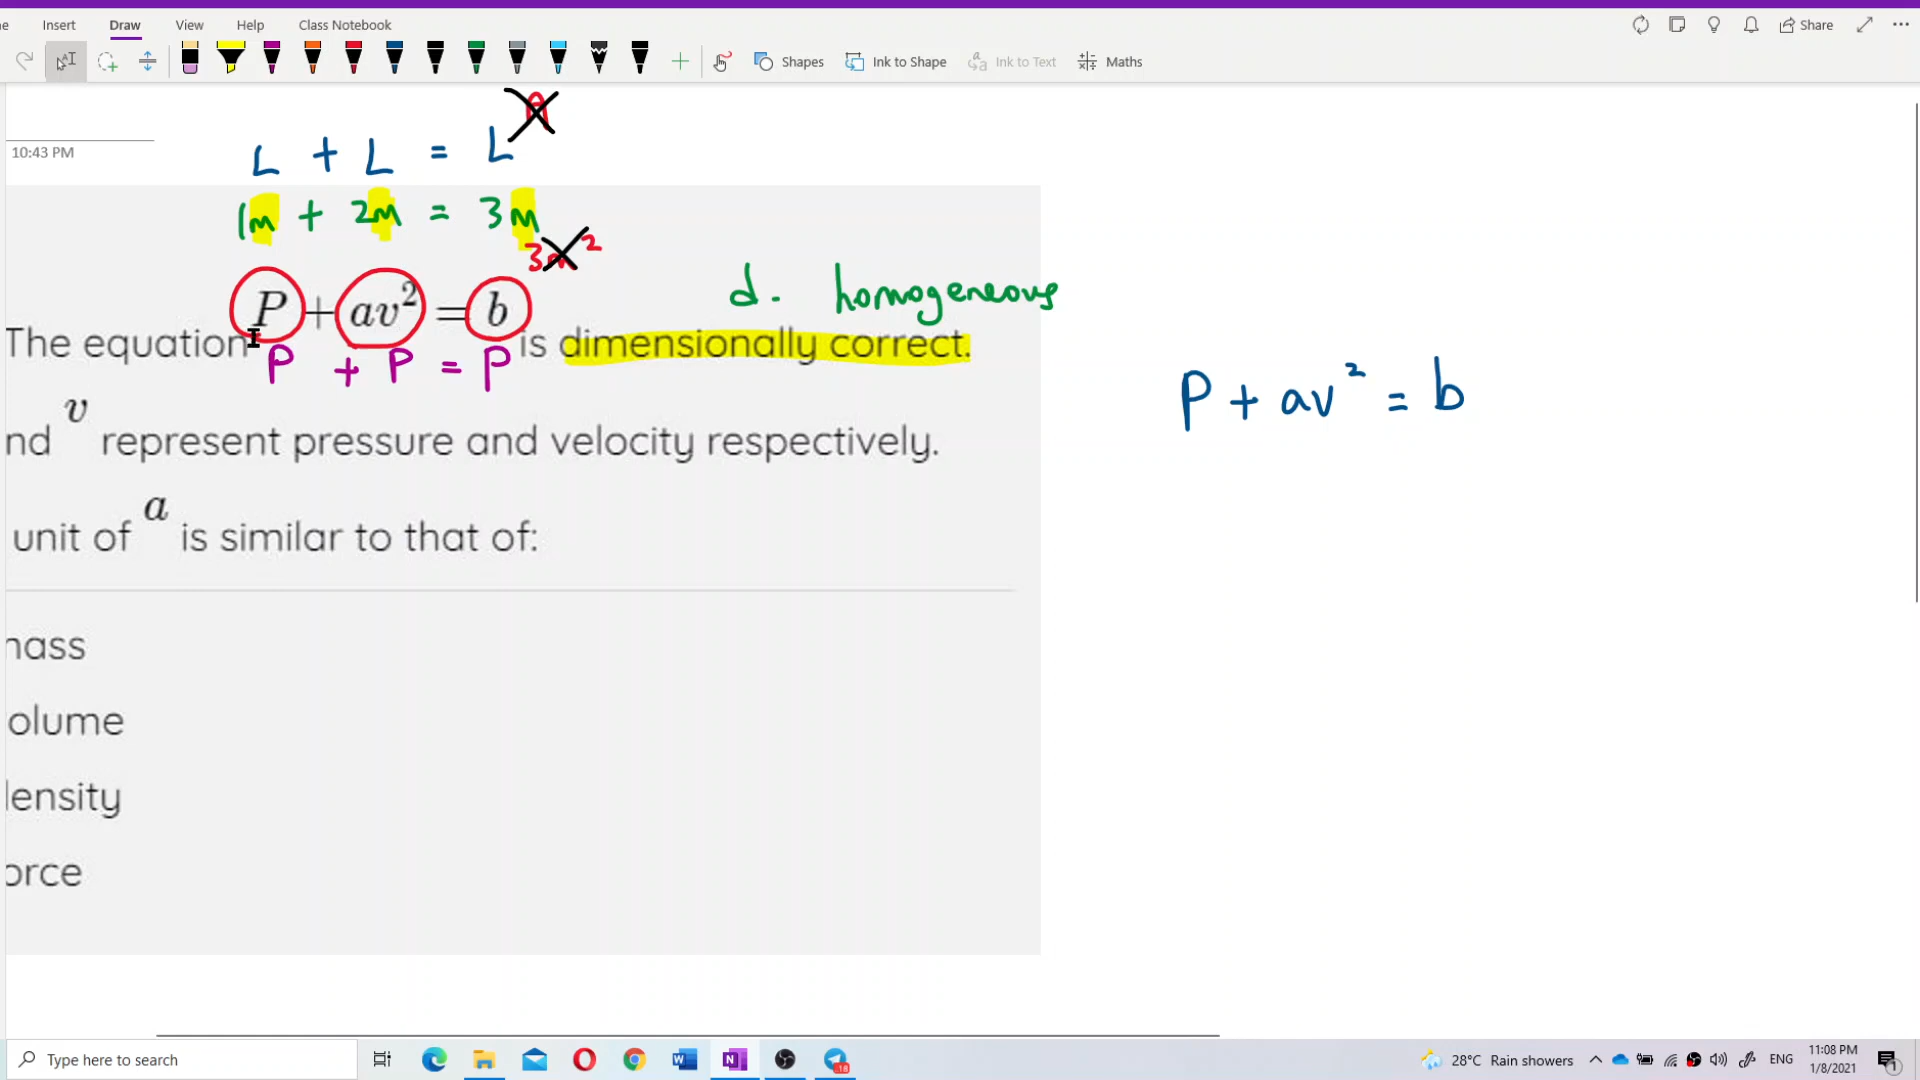 Insert Draw View Help Class Notebook Share
Shapes Ink to Shape Ink to Text Maths
10:43 PM
L + L = L
1m + 2m = 3m
P + av² = b
d. homogeneous
The equation is dimensionally correct.
P + P = P
P + av² = b
nd v represent pressure and velocity respectively.
unit of a is similar to that of:
ass
olume
ensity
orce
Type here to search
28°C Rain showers
ENG
11:08 PM
1/8/2021